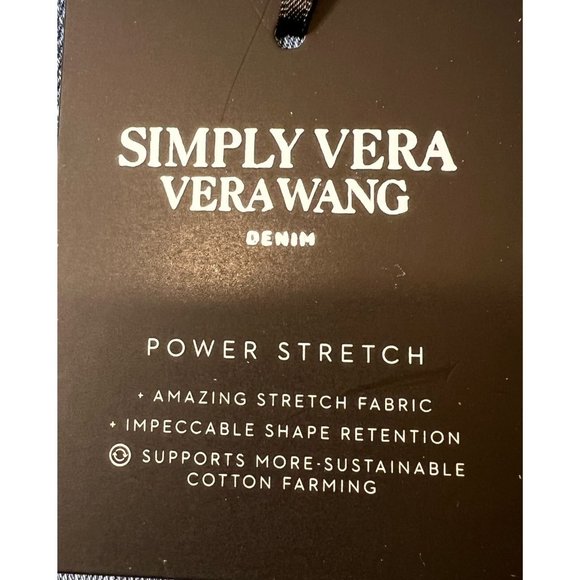 SIMPLY VERA
VERA WANG
DENIM
POWER STRETCH
+ AMAZING STRETCH FABRIC
+ IMPECCABLE SHAPE RETENTION
SUPPORTS MORE-SUSTAINABLE
COTTON FARMING